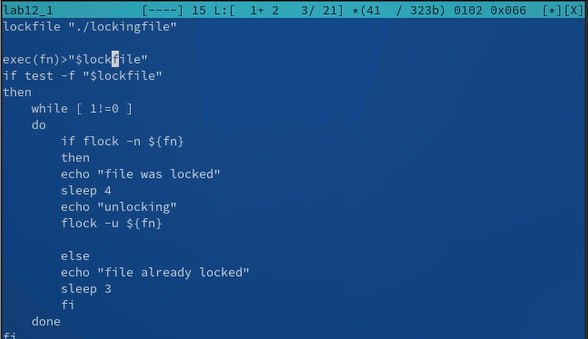 lab12_1 [----] 15 L:[ 1+ 2 3/ 21] *(41 / 323b) 0102 0x066 [*][X]
lockfile "./lockingfile"
exec(fn)>"$lockfile"
if test -f "$lockfile"
then
while [ 1!=0 ]
do
if flock -n ${fn}
then
echo "file was locked"
sleep 4
echo "unlocking"
flock -u ${fn}
else
echo "file already locked"
sleep 3
fi
done
fi